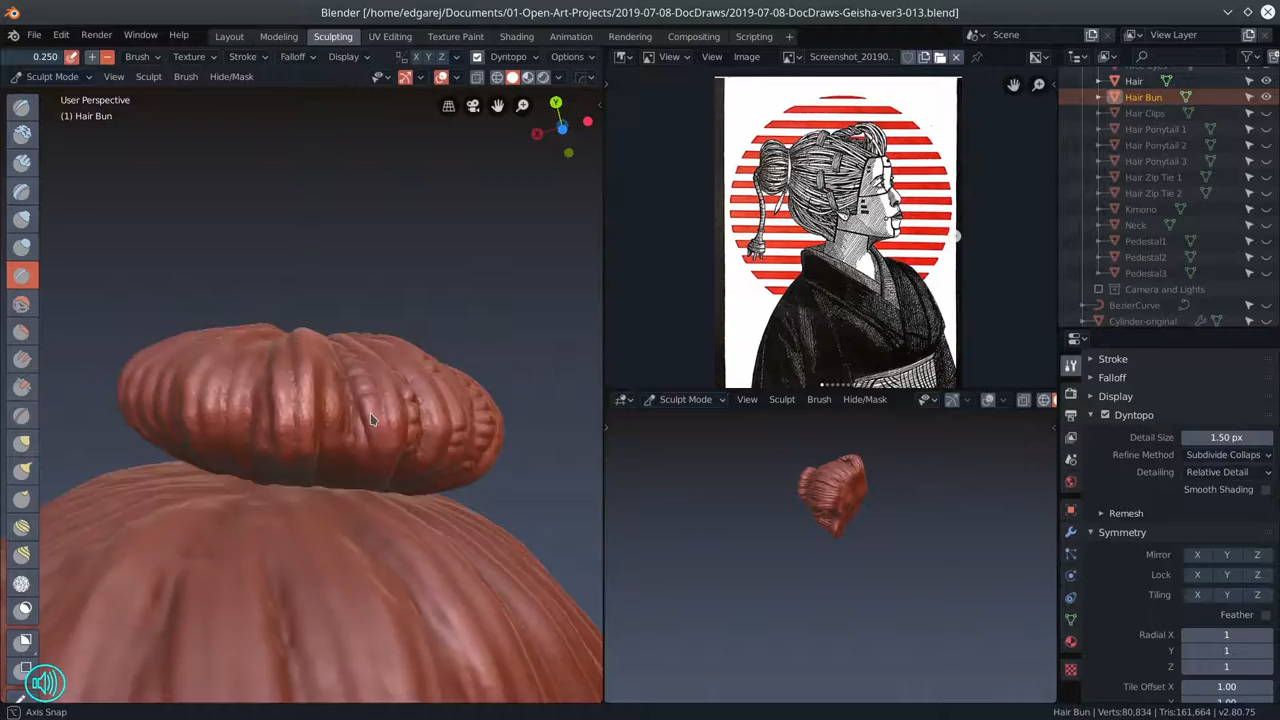 Blender [/home/edgarej/Documents/01-Open-Art-Projects/2019-07-08-DocDraws/2019-07-08-DocDraws-Geisha-ver3-013.blend]
File Edit Render Window Help Layout Modeling Sculpting UV Editing Texture Paint Shading Animation Rendering Compositing Scripting + Scene View Layer
0.250 Brush Texture Stroke Falloff X Y Z Dyntopo Options View View Image Screenshot_20190..
Sculpt Mode View Sculpt Brush Hide/Mask
User Perspective
(1) Hair Bun
Y
X
Hair
Hair Bun
Hair Clips
Hair Ponytail 1
Hair Ponytail 2
Hair Ponytail 3
Hair Zip Tie 1
Hair Zip Tie 2
Kimono
Neck
Pedestal1
Pedestal2
Pedestal3
Camera and Lights
BezierCurve
Cylinder-original
Sculpt Mode View Sculpt Brush Hide/Mask
Stroke
Falloff
Display
Dyntopo
Detail Size 1.50 px
Refine Method Subdivide Collaps
Detailing Relative Detail
Smooth Shading
Remesh
Symmetry
Mirror X Y Z
Lock X Y Z
Tiling X Y Z
Feather
Radial X 1
Y 1
Z 1
Tile Offset X 1.00
Axis Snap
Hair Bun | Verts:80,834 | Tris:161,664 | v2.80.75